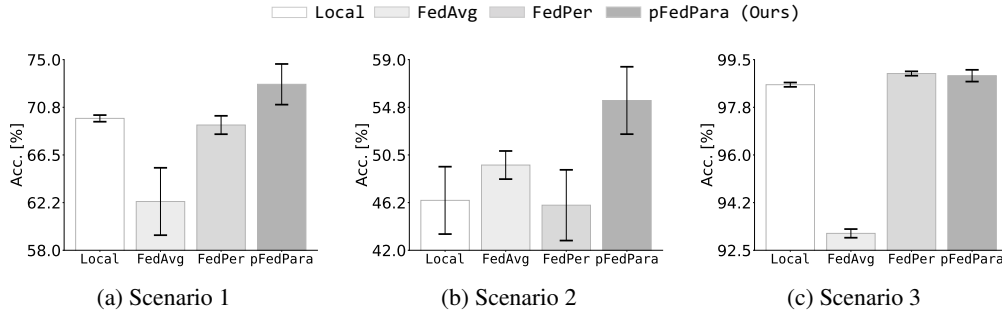 Local FedAvg FedPer pFedPara (Ours)
Acc. [%]
75.0
70.8
66.5
62.2
58.0
Local FedAvg FedPer pFedPara
(a) Scenario 1
Acc. [%]
59.0
54.8
50.5
46.2
42.0
Local FedAvg FedPer pFedPara
(b) Scenario 2
Acc. [%]
99.5
97.8
96.0
94.2
92.5
Local FedAvg FedPer pFedPara
(c) Scenario 3